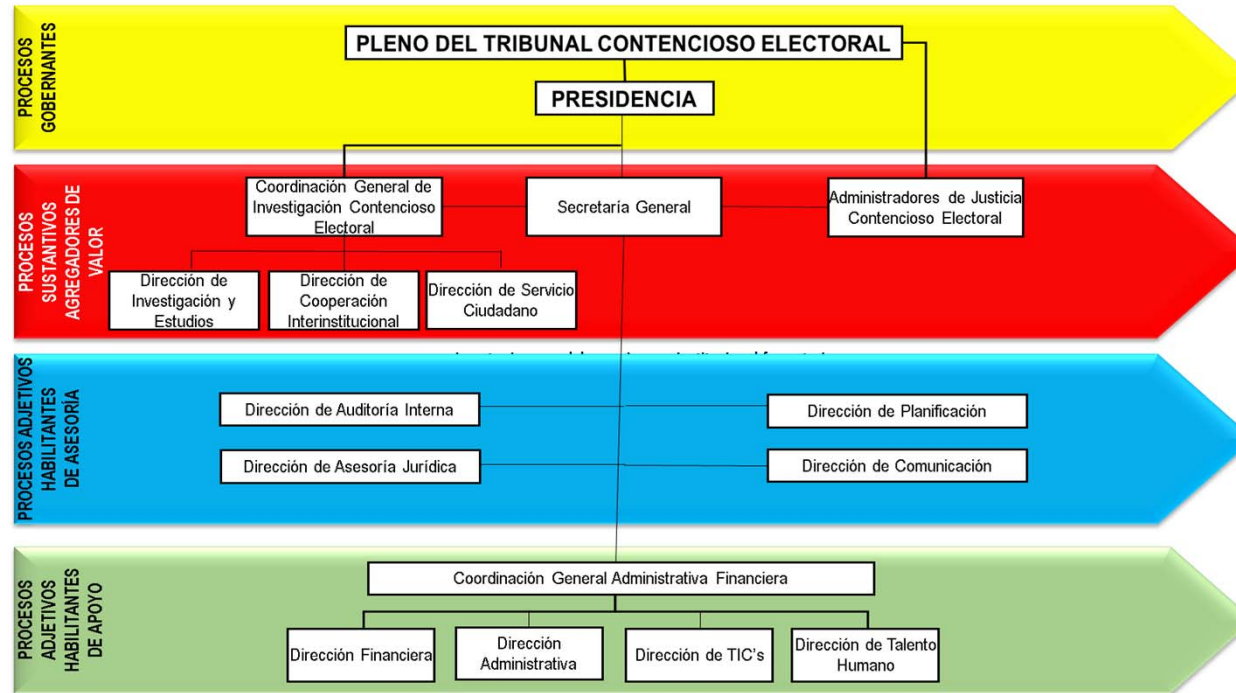 PROCESOS
GOBERNANTES
PLENO DEL TRIBUNAL CONTENCIOSO ELECTORAL
PRESIDENCIA
PROCESOS
SUSTANTIVOS
AGREGADORES DE
VALOR
Coordinación General de
Investigación Contencioso
Electoral
Secretaría General
Administradores de Justicia
Contencioso Electoral
Dirección de
Investigación y
Estudios
Dirección de
Cooperación
Interinstitucional
Dirección de Servicio
Ciudadano
PROCESOS ADJETIVOS
HABILITANTES
DE ASESORÍA
Dirección de Auditoría Interna
Dirección de Planificación
Dirección de Asesoría Jurídica
Dirección de Comunicación
PROCESOS
ADJETIVOS
HABILITANTES
DE APOYO
Coordinación General Administrativa Financiera
Dirección Financiera
Dirección
Administrativa
Dirección de TIC's
Dirección de Talento
Humano